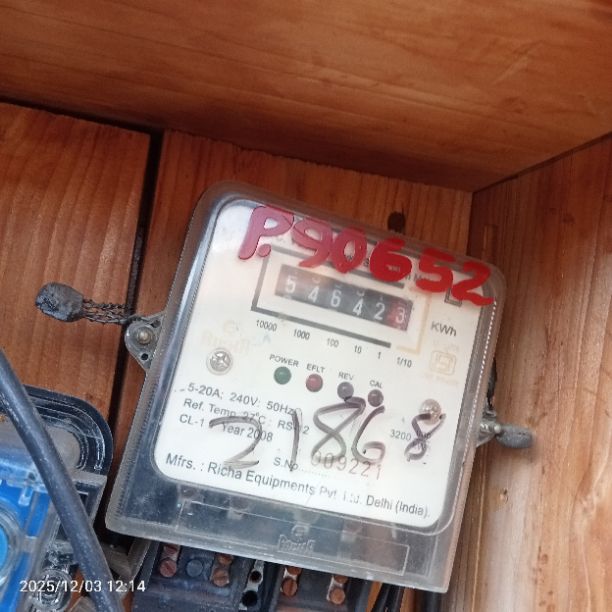 P.90652
546423
KWh
10000 1000 100 10 1 1/10
POWER EFLT REV CAL
5-20A; 240V; 50Hz
Ref. Temp. 27°C
CL-1 Year 2008
3200
21868
S.No. 009221
Mfrs. : Richa Equipments Pvt. Ltd. Delhi (India).
2025/12/03 12:14